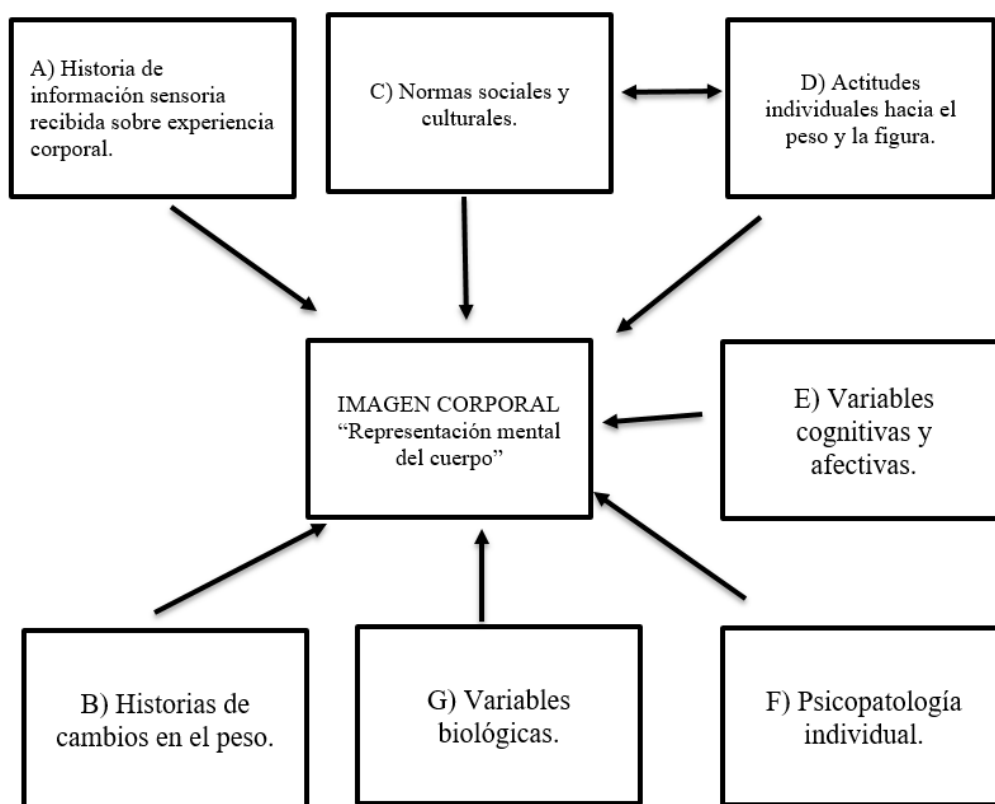 A) Historia de
información sensoria
recibida sobre experiencia
corporal.
C) Normas sociales y
culturales.
D) Actitudes
individuales hacia el
peso y la figura.
IMAGEN CORPORAL
“Representación mental
del cuerpo”
E) Variables
cognitivas y
afectivas.
B) Historias de
cambios en el peso.
G) Variables
biológicas.
F) Psicopatología
individual.